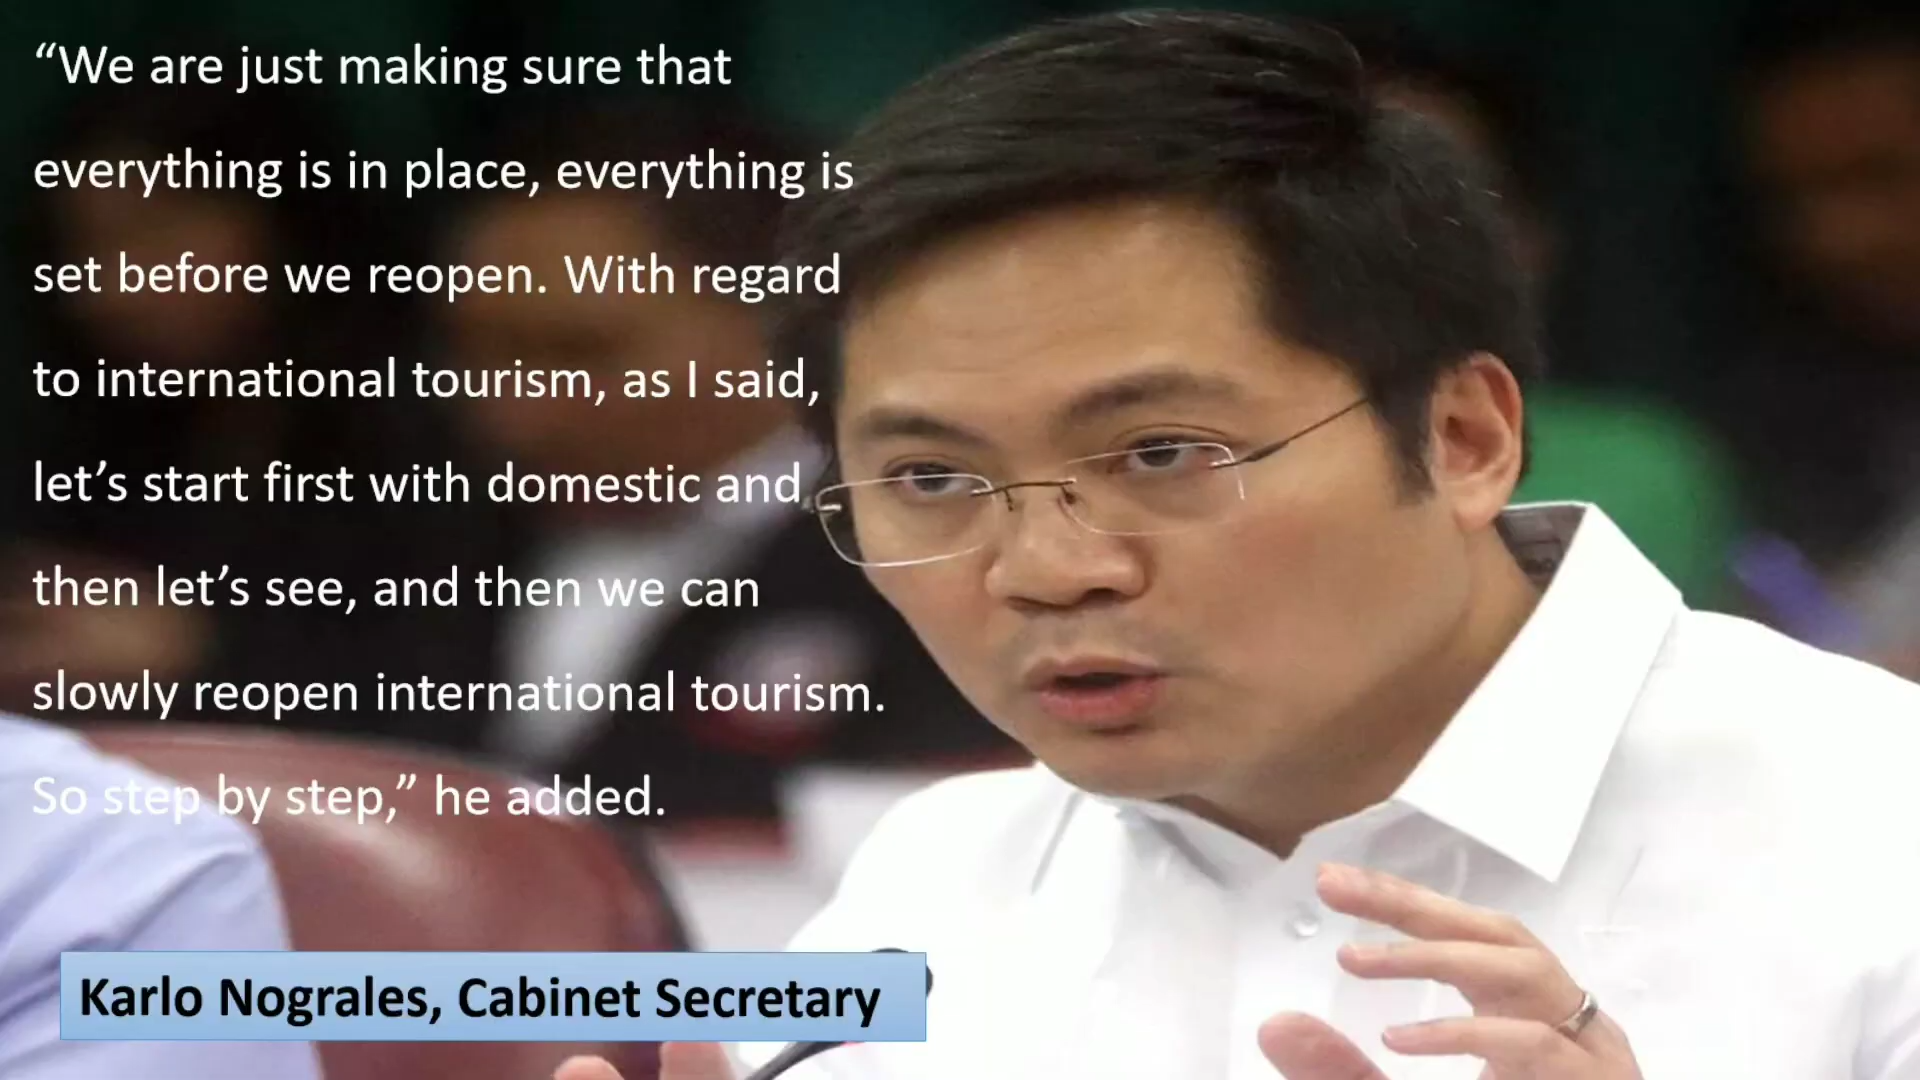 “We are just making sure that
everything is in place, everything is
set before we reopen. With regard
to international tourism, as I said,
let’s start first with domestic and
then let’s see, and then we can
slowly reopen international tourism.
So step by step,” he added.
Karlo Nograles, Cabinet Secretary